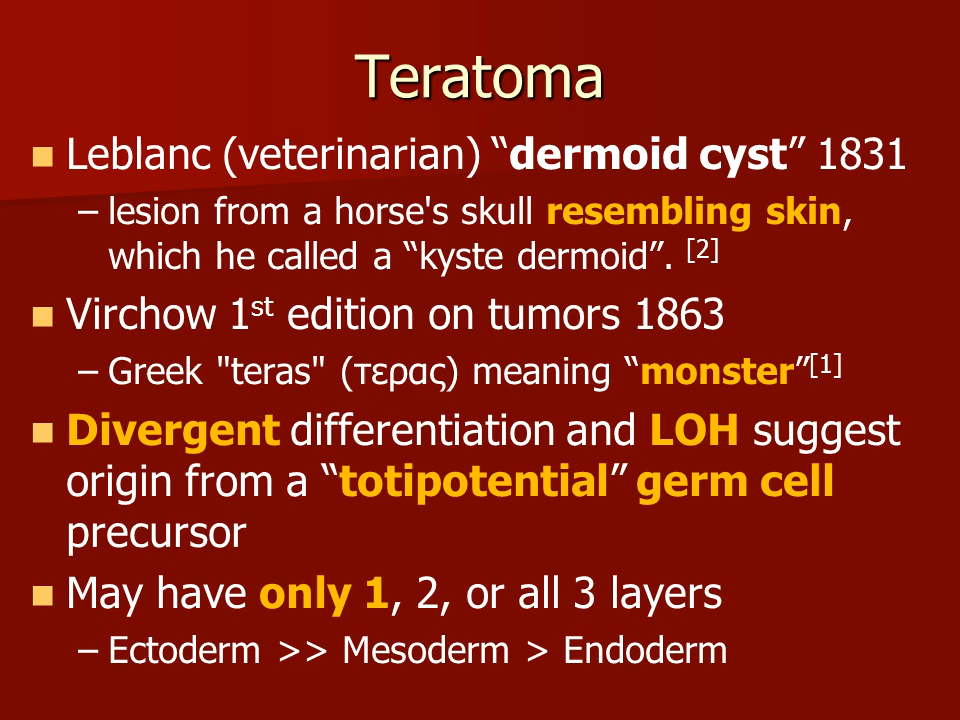 Teratoma
■ Leblanc (veterinarian) “dermoid cyst” 1831
–lesion from a horse's skull resembling skin,
which he called a “kyste dermoid”. [2]
■ Virchow 1st edition on tumors 1863
–Greek "teras" (τερας) meaning “monster”[1]
■ Divergent differentiation and LOH suggest
origin from a “totipotential” germ cell
precursor
■ May have only 1, 2, or all 3 layers
–Ectoderm >> Mesoderm > Endoderm